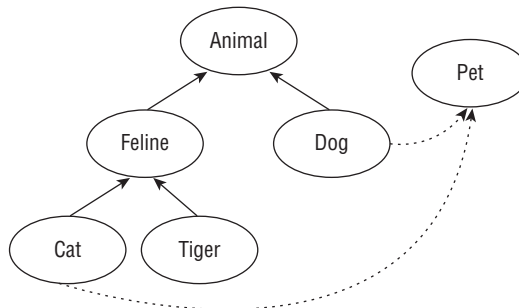 Animal
Pet
Feline
Dog
Cat
Tiger